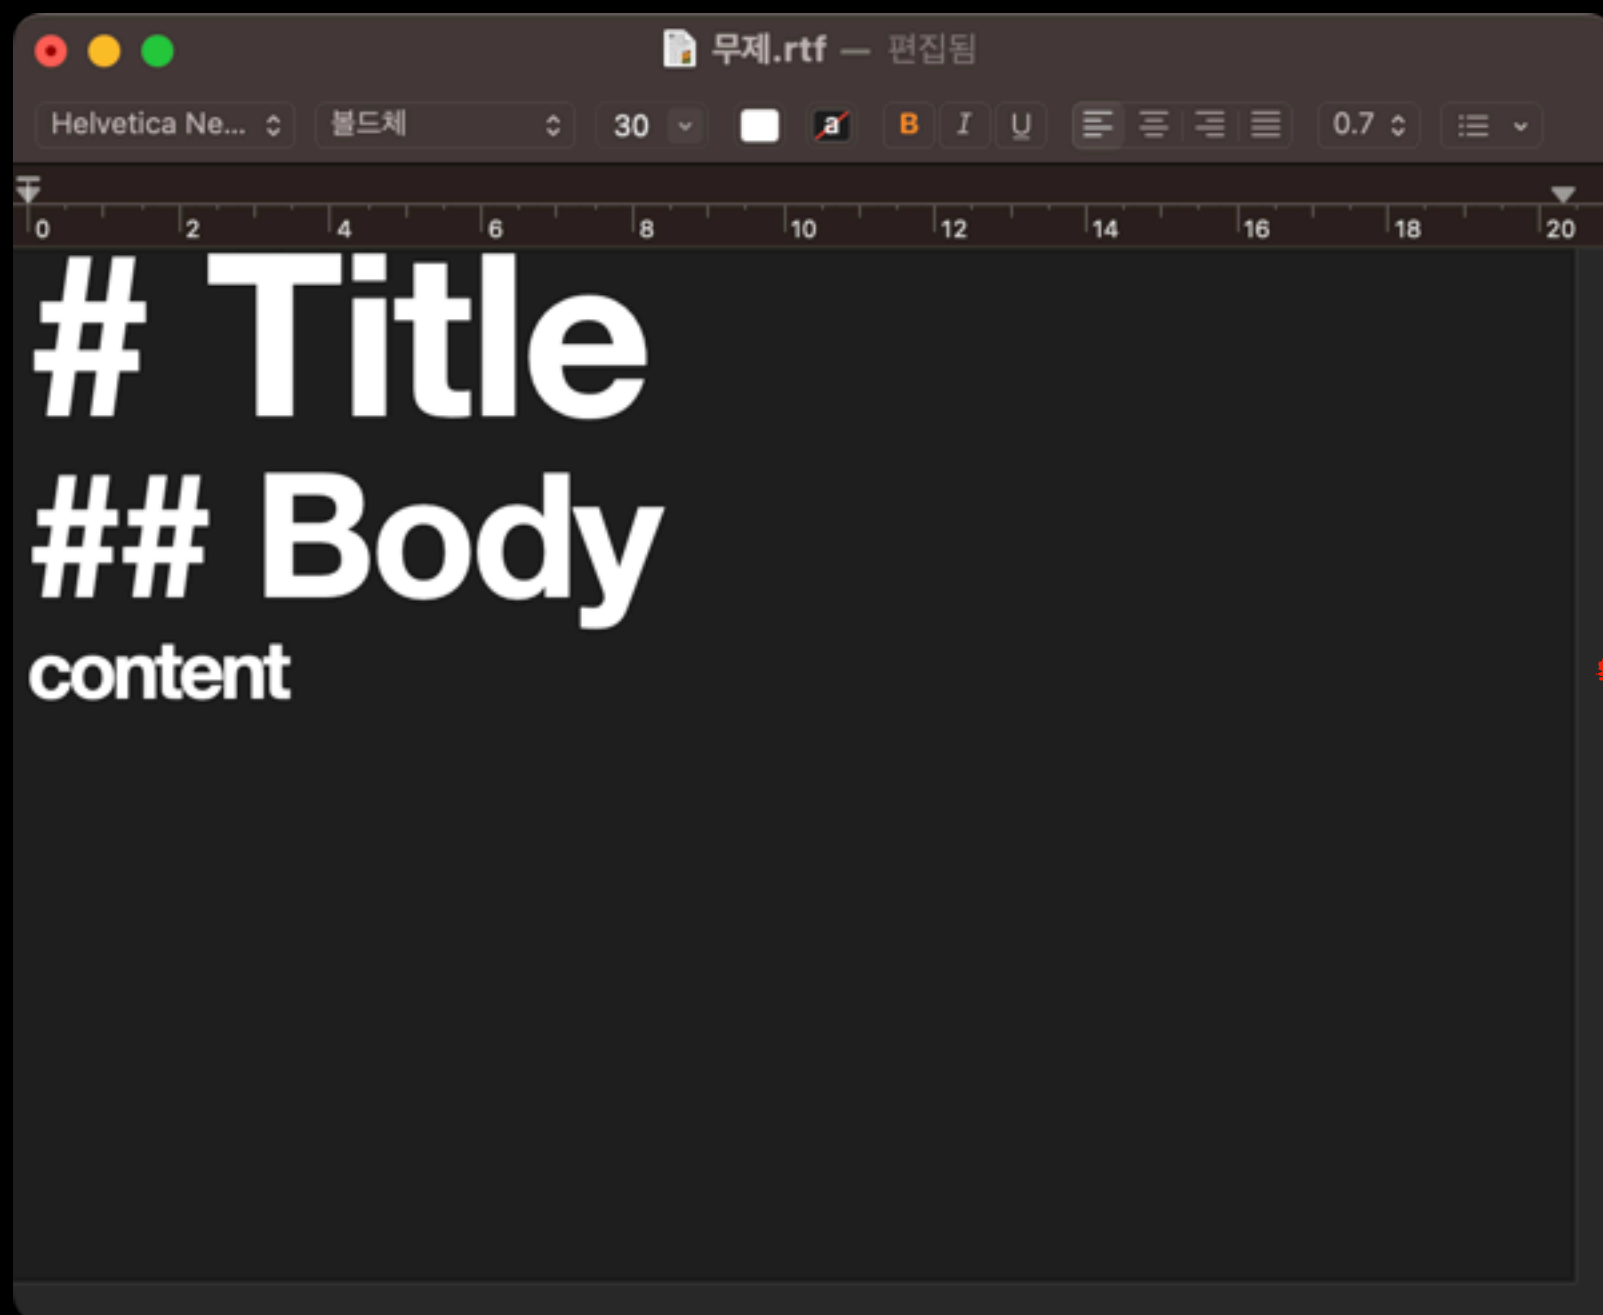 무제.rtf — 편집됨
Helvetica Ne... 볼드체 30 a B I U 0.7
0 2 4 6 8 10 12 14 16 18 20
# Title
## Body
content